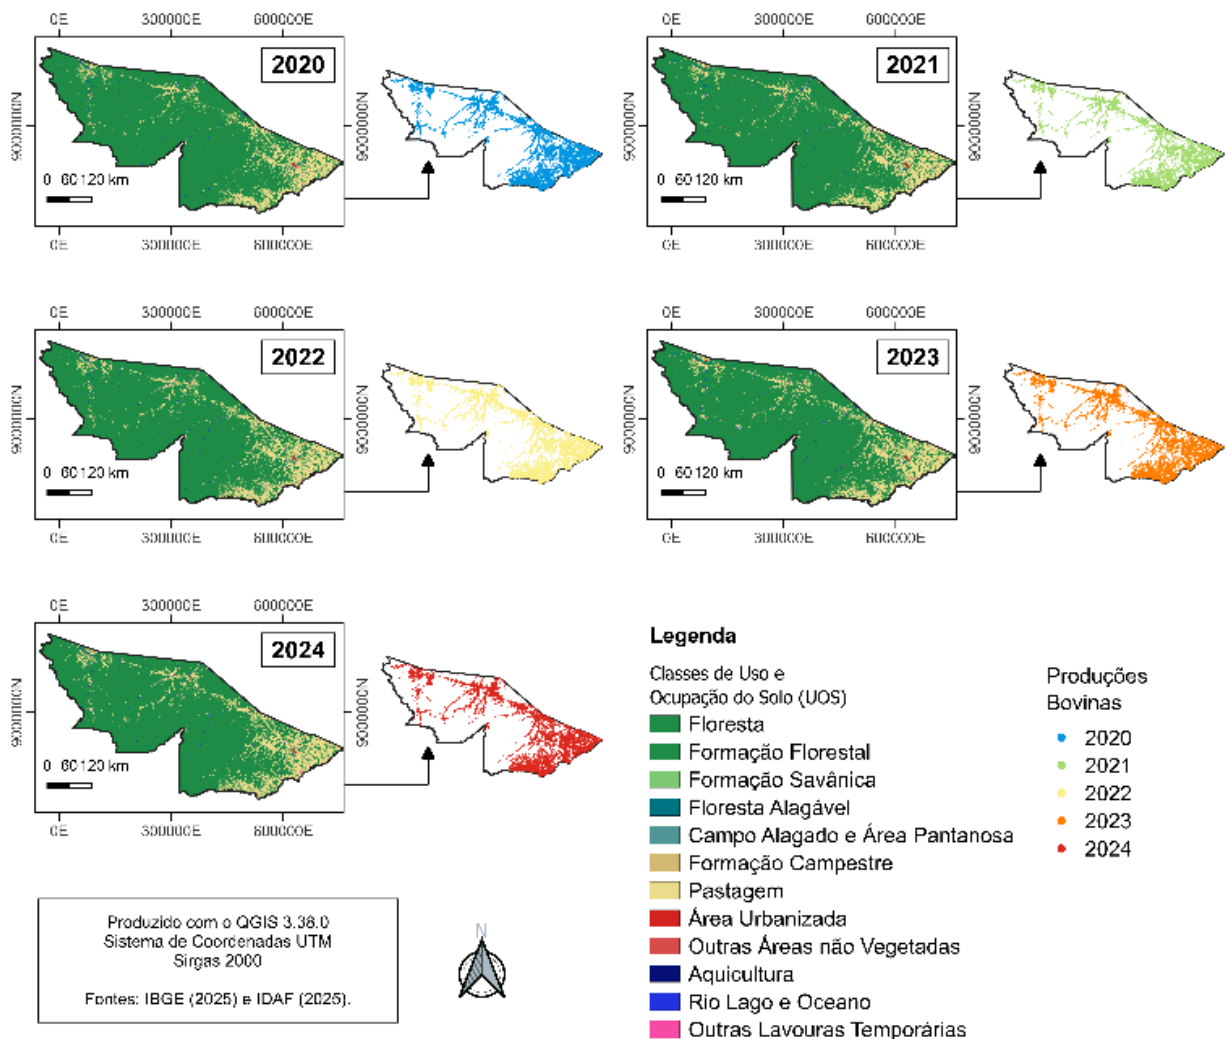 0E 300000E 600000E
2020
9000000N
0 60 120 km
0E 300000E 600000E
0E 300000E 600000E
2021
9000000N
9000000N
0 60 120 km
0E 300000E 600000E
0E 300000E 600000E
2022
9000000N
0 60 120 km
0E 300000E 600000E
0E 300000E 600000E
2023
9000000N
9000000N
0 60 120 km
0E 300000E 600000E
0E 300000E 600000E
2024
9000000N
9000000N
0 60 120 km
0E 300000E 600000E
Legenda
Classes de Uso e
Ocupação do Solo (UOS)
Floresta
Formação Florestal
Formação Savânica
Floresta Alagável
Campo Alagado e Área Pantanosa
Formação Campestre
Pastagem
Área Urbanizada
Outras Áreas não Vegetadas
Aquicultura
Rio Lago e Oceano
Outras Lavouras Temporárias
Produções
Bovinas
2020
2021
2022
2023
2024
Produzido com o QGIS 3.38.0
Sistema de Coordenadas UTM
Sirgas 2000
Fontes: IBGE (2025) e IDAF (2025).
N